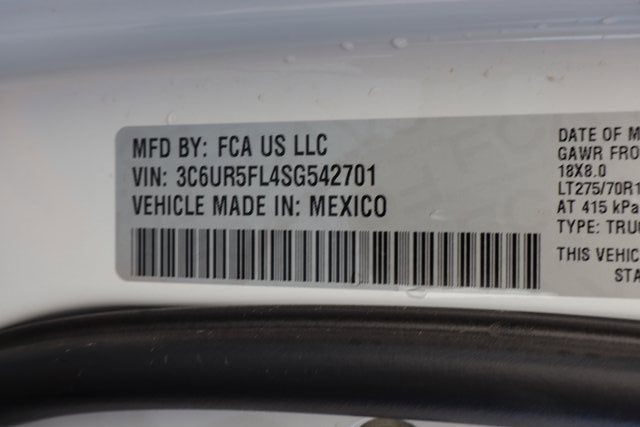 MFD BY: FCA US LLC
VIN: 3C6UR5FL4SG542701
VEHICLE MADE IN: MEXICO
DATE OF M
GAWR FRO
18X8.0
LT275/70R1
AT 415 kPa
TYPE: TRUC
THIS VEHIC
STA